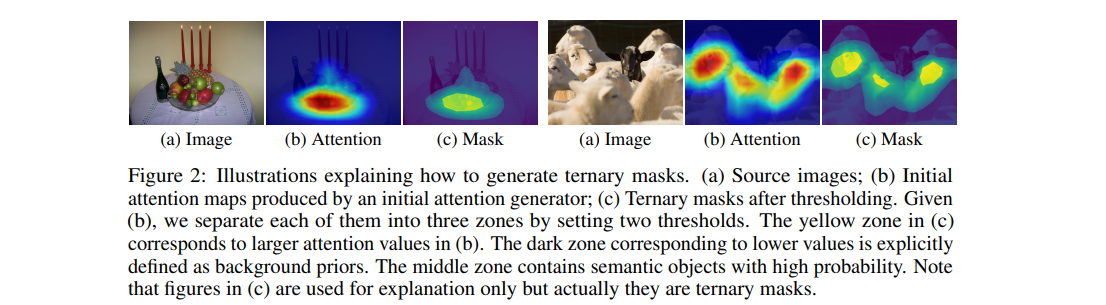 (a) Image (b) Attention (c) Mask (a) Image (b) Attention (c) Mask
Figure 2: Illustrations explaining how to generate ternary masks. (a) Source images; (b) Initial
attention maps produced by an initial attention generator; (c) Ternary masks after thresholding. Given
(b), we separate each of them into three zones by setting two thresholds. The yellow zone in (c)
corresponds to larger attention values in (b). The dark zone corresponding to lower values is explicitly
defined as background priors. The middle zone contains semantic objects with high probability. Note
that figures in (c) are used for explanation only but actually they are ternary masks.